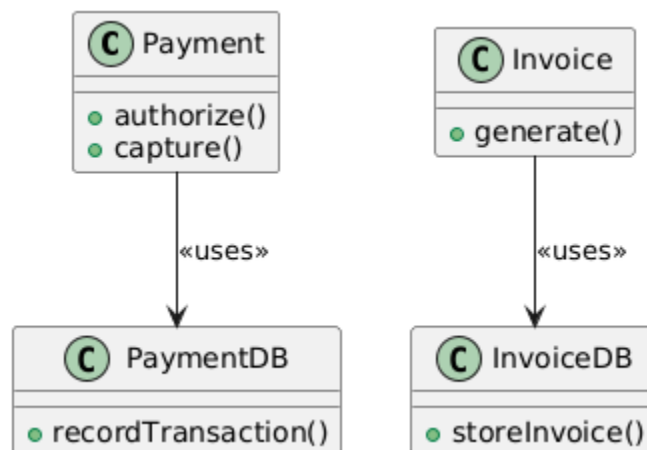 C Payment
authorize()
capture()
C Invoice
generate()
«uses»
«uses»
C PaymentDB
recordTransaction()
C InvoiceDB
storeInvoice()